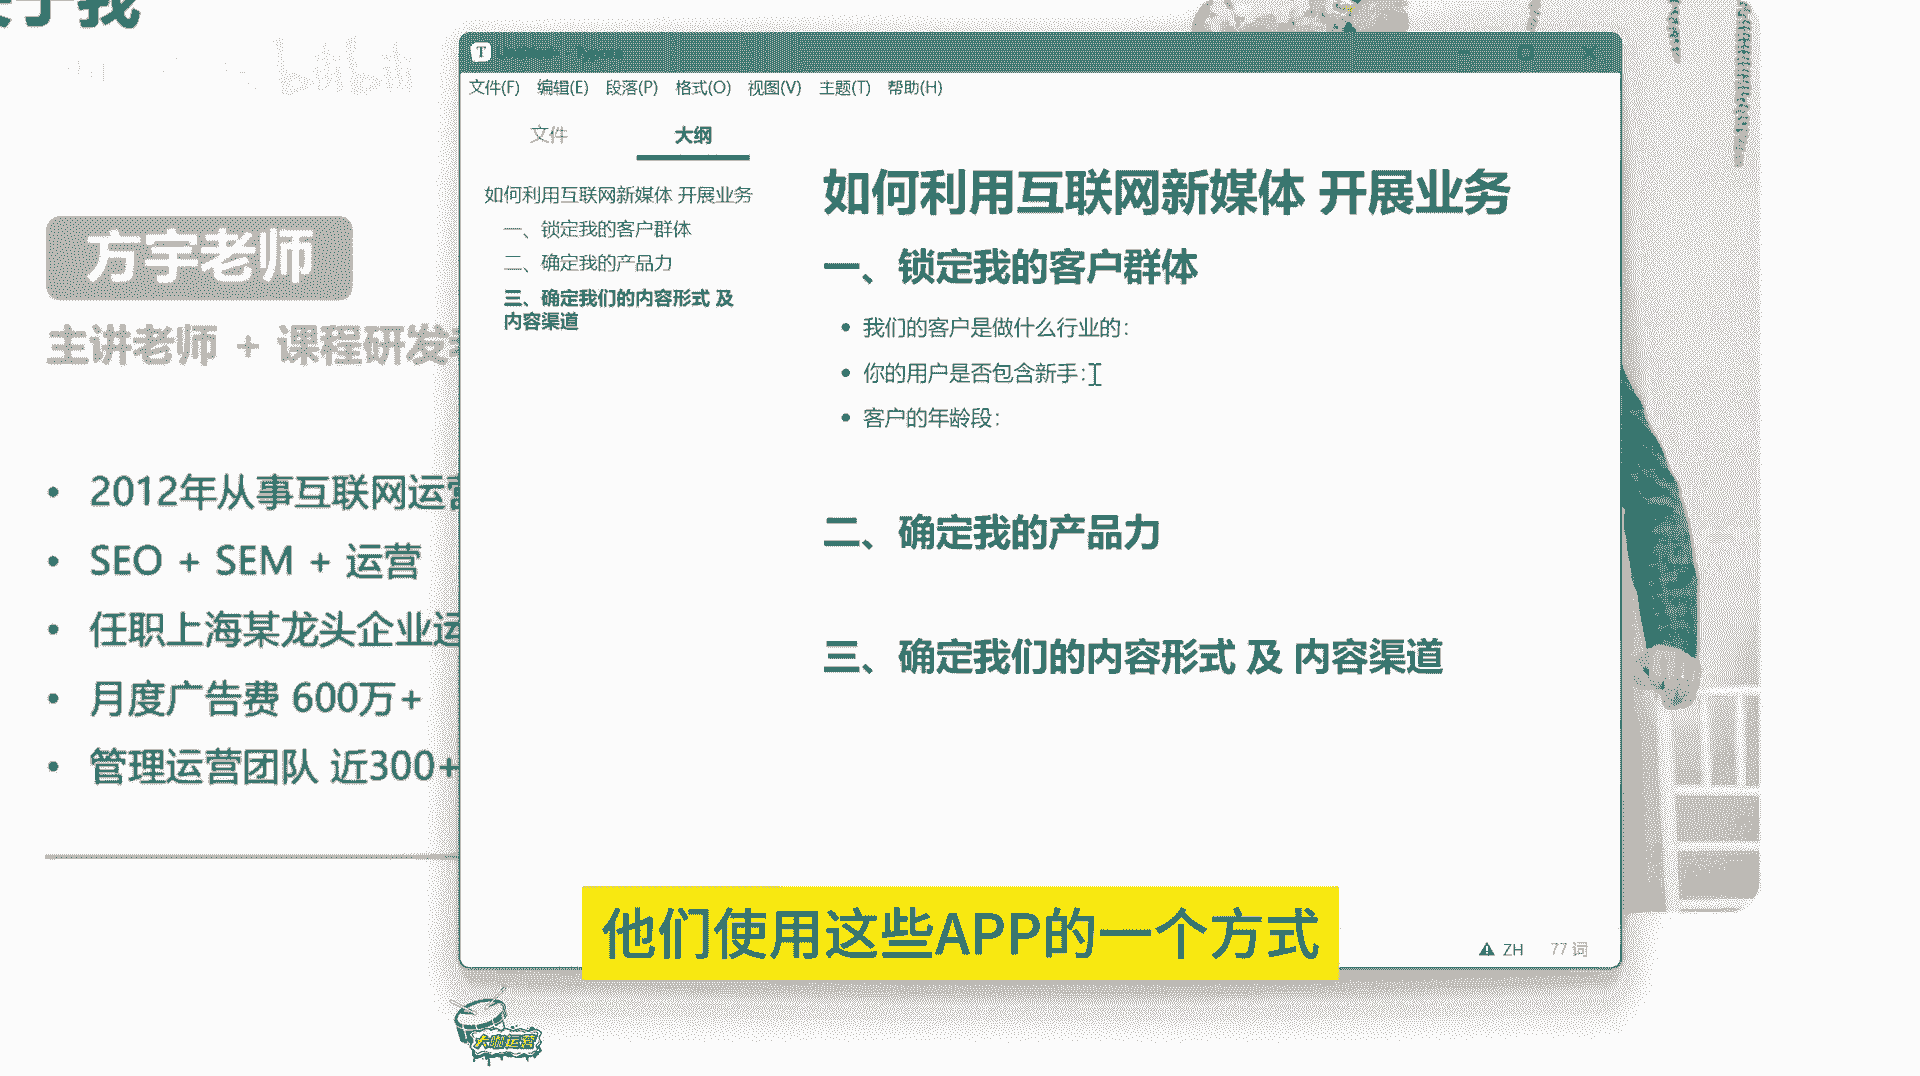 关于我
bilibili
方宇老师
主讲老师 + 课程研发
2012年从事互联网运营
SEO + SEM + 运营
任职上海某龙头企业运
月度广告费 600万+
管理运营团队 近300+
T
文件(F) 编辑(E) 段落(P) 格式(O) 视图(V) 主题(T) 帮助(H)
文件 大纲
如何利用互联网新媒体 开展业务
一、锁定我的客户群体
二、确定我的产品力
三、确定我们的内容形式 及
内容渠道
如何利用互联网新媒体 开展业务
一、锁定我的客户群体
我们的客户是做什么行业的：
你的用户是否包含新手：
客户的年龄段：
二、确定我的产品力
三、确定我们的内容形式 及 内容渠道
ZH 77 词
他们使用这些APP的一个方式
大咖运营